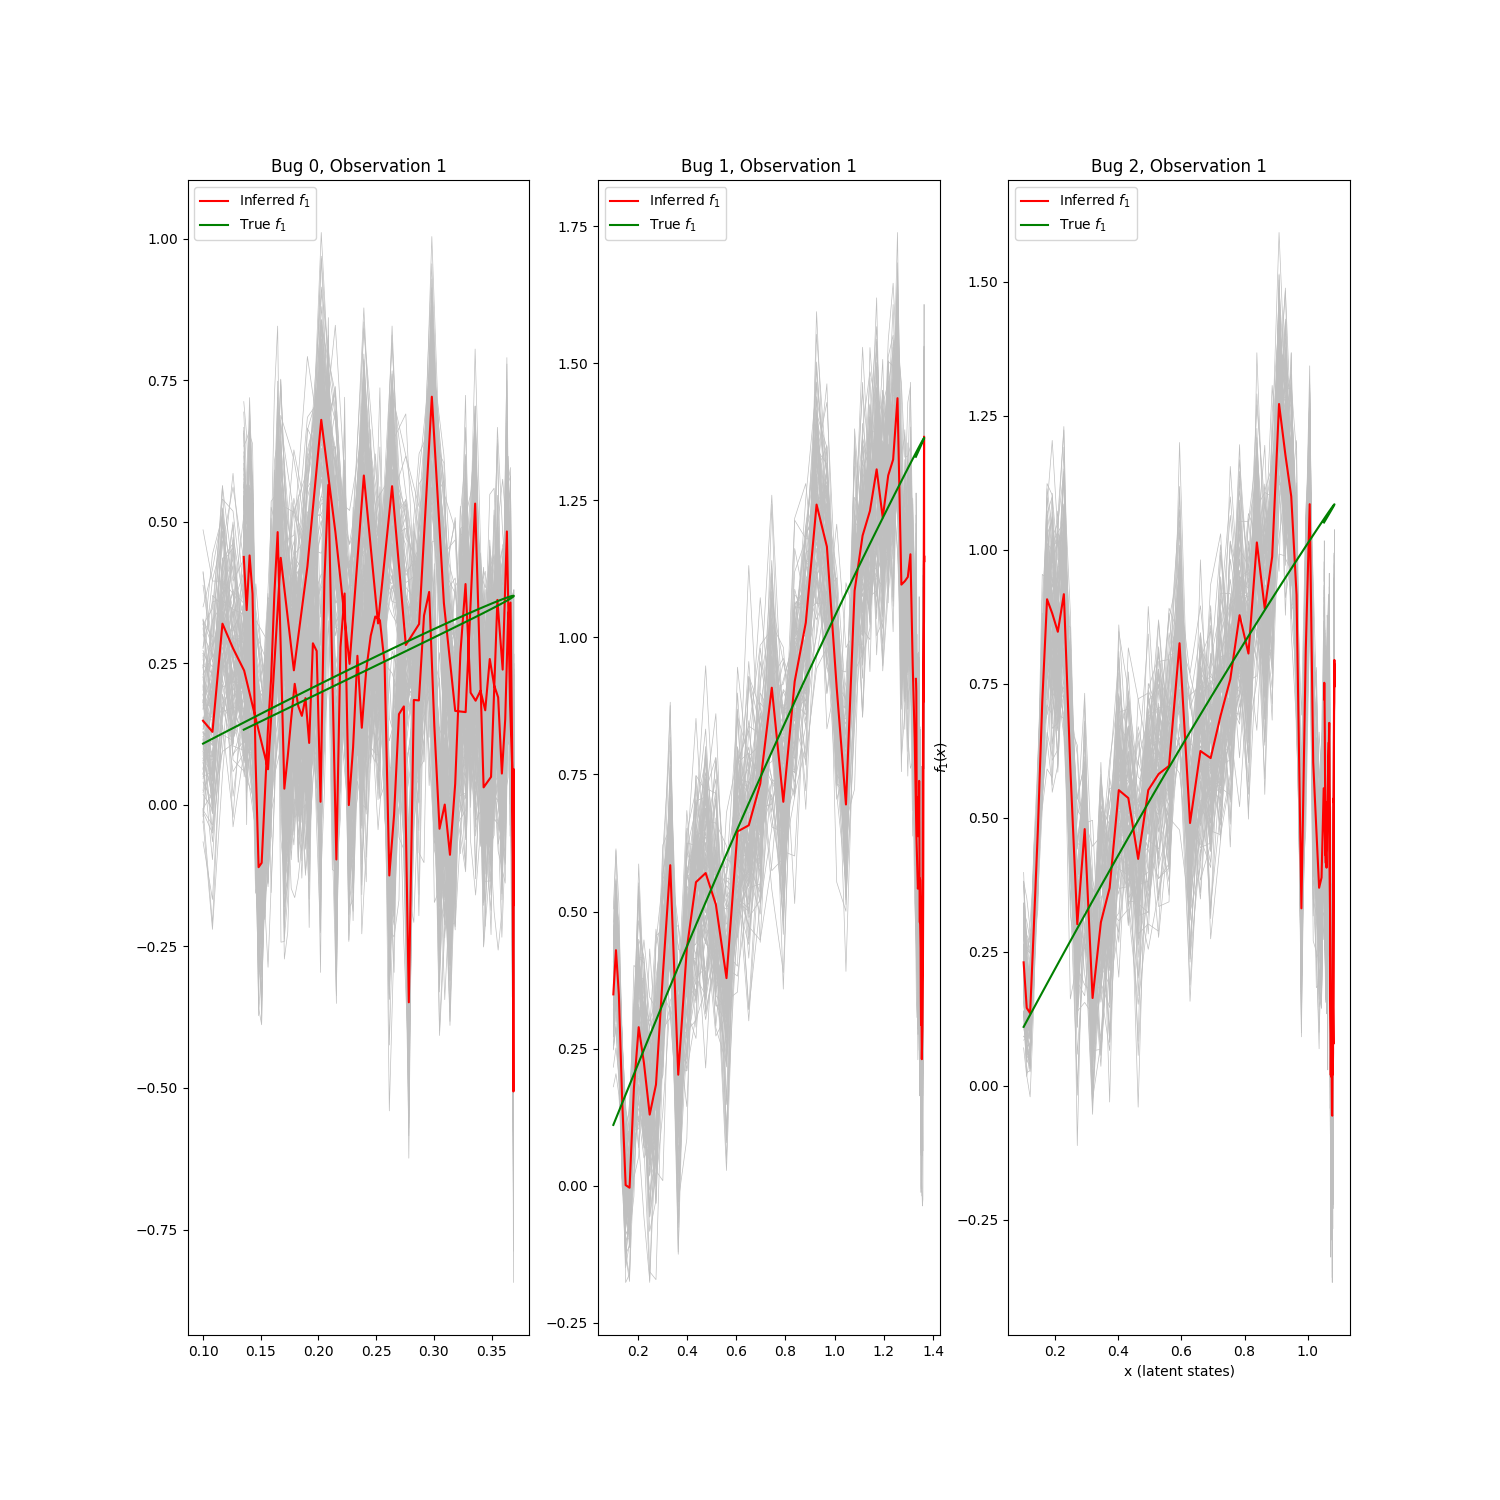 Bug 0, Observation 1
Inferred f₁
True f₁
1.00
0.75
0.50
0.25
0.00
−0.25
−0.50
−0.75
0.10 0.15 0.20 0.25 0.30 0.35
Bug 1, Observation 1
Inferred f₁
True f₁
1.75
1.50
1.25
1.00
0.75
0.50
0.25
0.00
−0.25
0.2 0.4 0.6 0.8 1.0 1.2 1.4
Bug 2, Observation 1
Inferred f₁
True f₁
f₁(x)
1.50
1.25
1.00
0.75
0.50
0.25
0.00
−0.25
0.2 0.4 0.6 0.8 1.0
x (latent states)